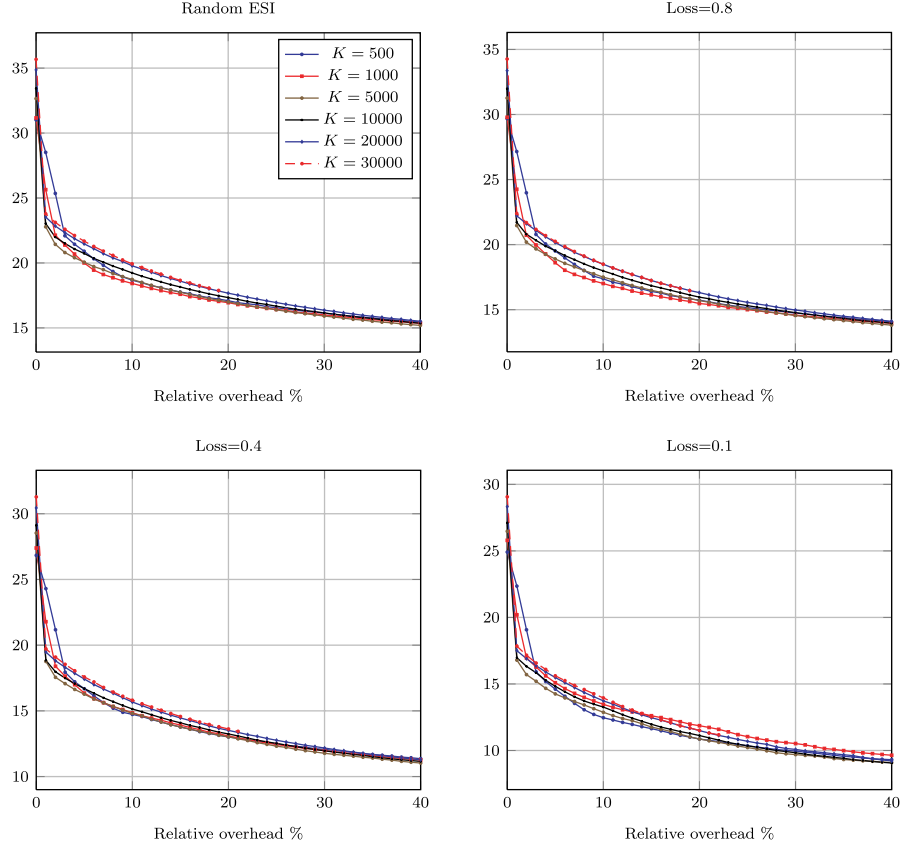 Random ESI
35
30
25
20
15
0 10 20 30 40
Relative overhead %
K = 500
K = 1000
K = 5000
K = 10000
K = 20000
K = 30000
Loss=0.8
35
30
25
20
15
0 10 20 30 40
Relative overhead %
Loss=0.4
30
25
20
15
10
0 10 20 30 40
Relative overhead %
Loss=0.1
30
25
20
15
10
0 10 20 30 40
Relative overhead %